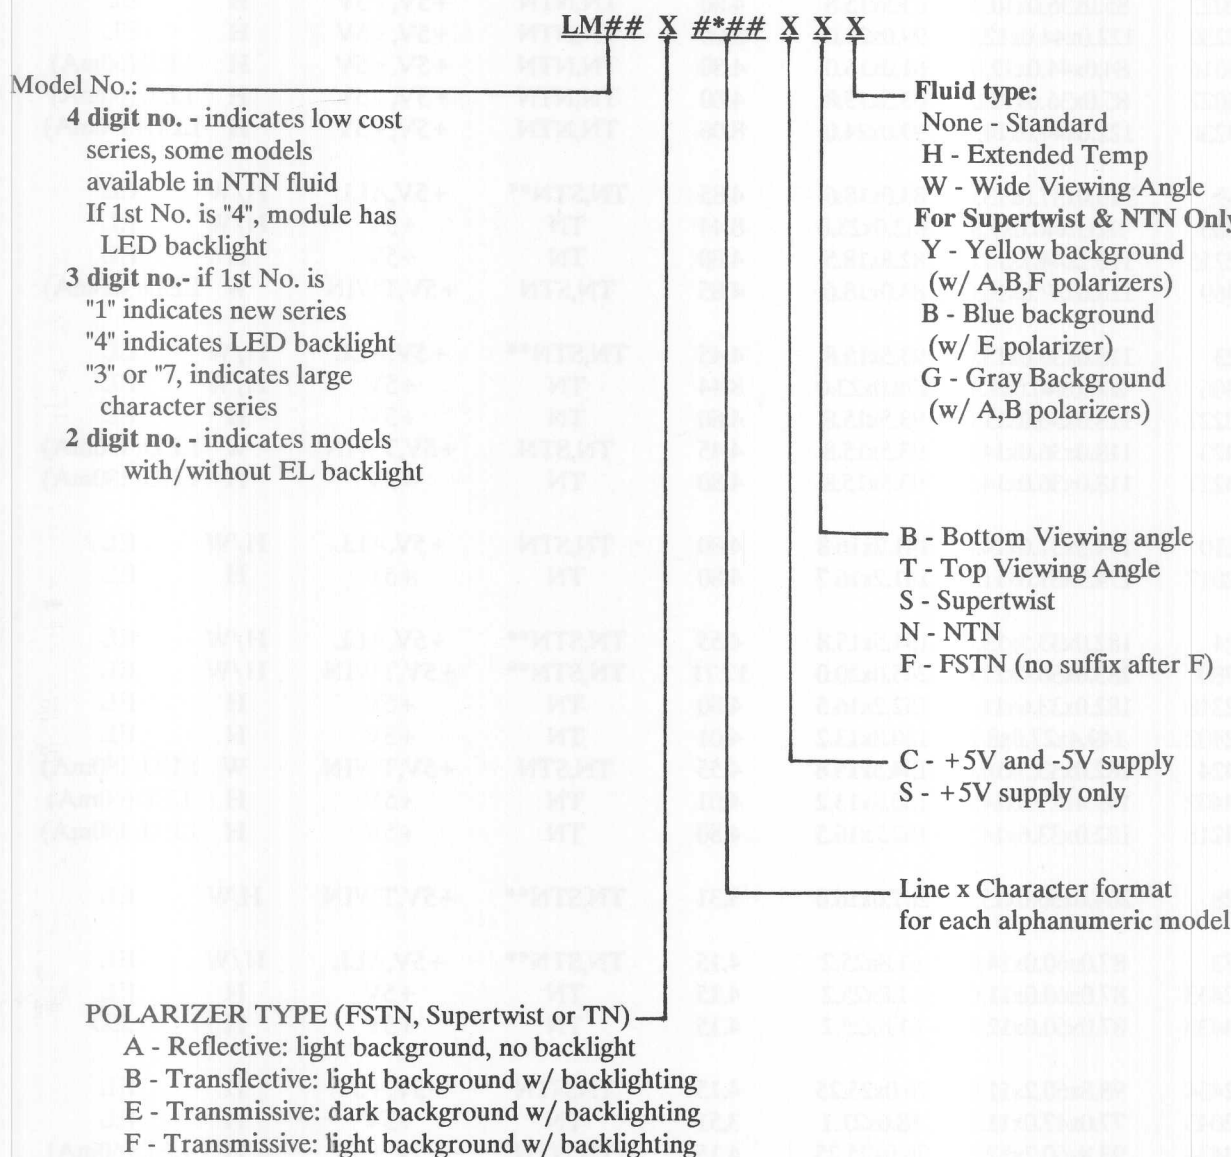 LM## X #*## X X X
Model No.:
4 digit no. - indicates low cost
series, some models
available in NTN fluid
If 1st No. is "4", module has
LED backlight
3 digit no.- if 1st No. is
"1" indicates new series
"4" indicates LED backlight
"3" or "7, indicates large
character series
2 digit no. - indicates models
with/without EL backlight
Fluid type:
None - Standard
H - Extended Temp
W - Wide Viewing Angle
For Supertwist & NTN Only
Y - Yellow background
(w/ A,B,F polarizers)
B - Blue background
(w/ E polarizer)
G - Gray Background
(w/ A,B polarizers)
B - Bottom Viewing angle
T - Top Viewing Angle
S - Supertwist
N - NTN
F - FSTN (no suffix after F)
C - +5V and -5V supply
S - +5V supply only
Line x Character format
for each alphanumeric model
POLARIZER TYPE (FSTN, Supertwist or TN)
A - Reflective: light background, no backlight
B - Transflective: light background w/ backlighting
E - Transmissive: dark background w/ backlighting
F - Transmissive: light background w/ backlighting